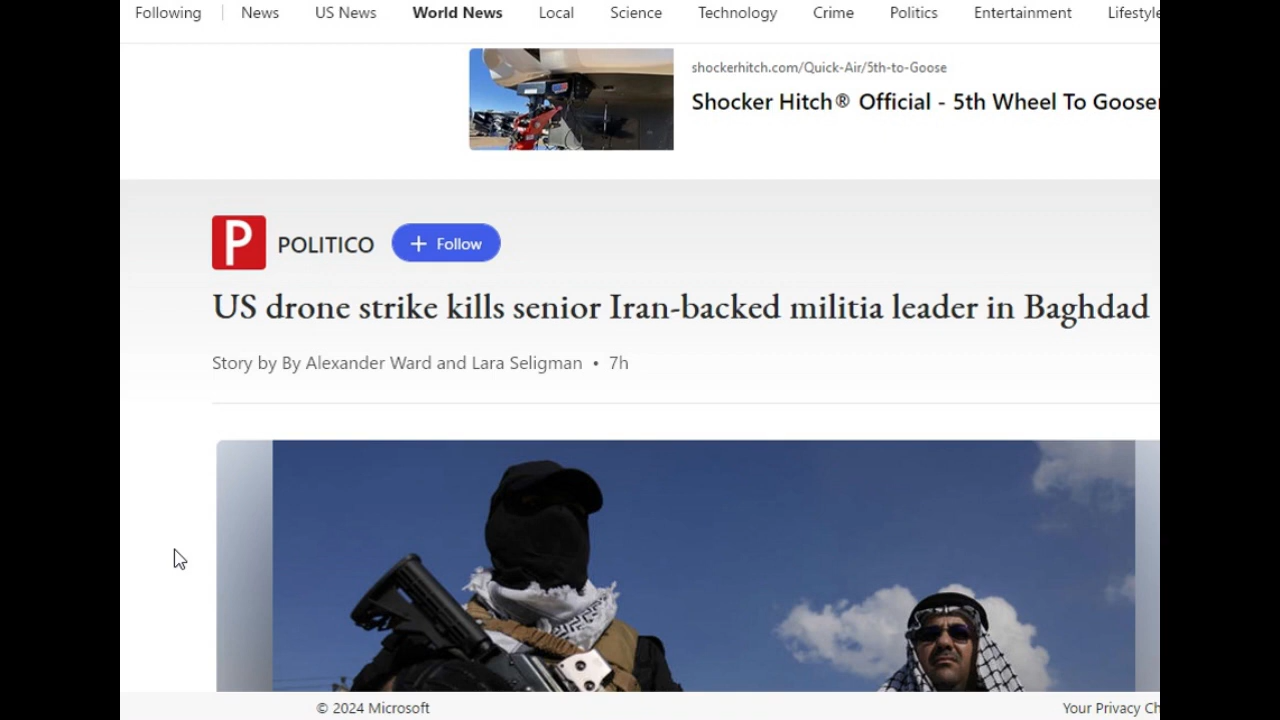 Following News US News World News Local Science Technology Crime Politics Entertainment Lifestyle
shockerhitch.com/Quick-Air/5th-to-Goose
Shocker Hitch® Official - 5th Wheel To
P POLITICO + Follow
US drone strike kills senior Iran-backed militia leader in Baghdad
Story by By Alexander Ward and Lara Seligman • 7h
© 2024 Microsoft
Your Privacy